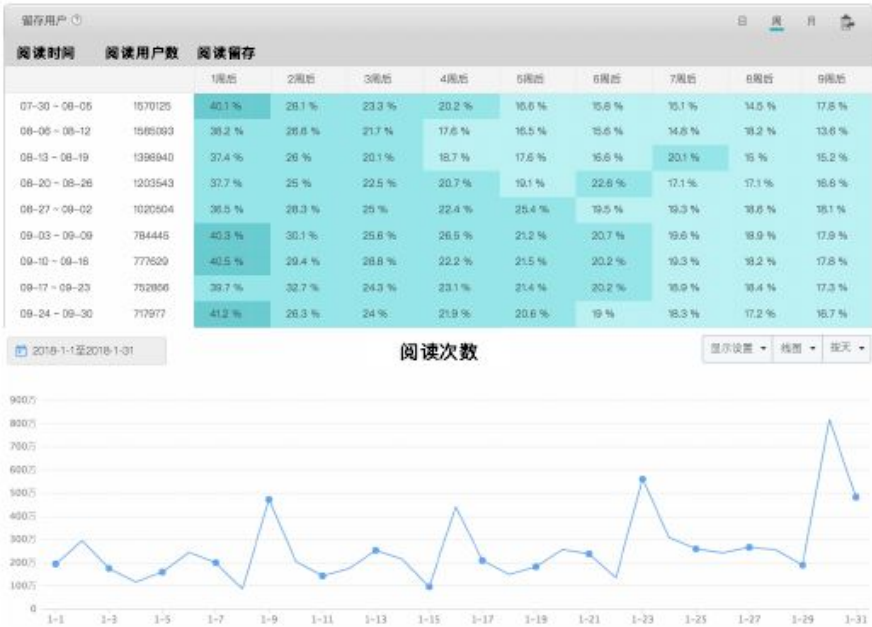 留存用户 ?
日 周 月
阅读时间 阅读用户数 阅读留存
1周后 2周后 3周后 4周后 5周后 6周后 7周后 8周后 9周后
07-30 ~ 08-05 1570125 40.1 % 28.1 % 23.3 % 20.2 % 16.6 % 15.8 % 15.1 % 14.5 % 17.8 %
08-06 ~ 08-12 1585093 38.2 % 26.6 % 21.7 % 17.6 % 16.5 % 15.6 % 14.8 % 18.2 % 13.6 %
08-13 ~ 08-19 1398940 37.4 % 26 % 20.1 % 18.7 % 17.6 % 16.6 % 20.1 % 15 % 15.2 %
08-20 ~ 08-26 1203543 37.7 % 25 % 22.5 % 20.7 % 19.1 % 22.6 % 17.1 % 17.1 % 16.6 %
08-27 ~ 09-02 1020504 36.5 % 28.3 % 25 % 22.4 % 25.4 % 19.5 % 19.3 % 18.6 % 18.1 %
09-03 ~ 09-09 784445 40.3 % 30.1 % 25.6 % 26.5 % 21.2 % 20.7 % 19.6 % 18.9 % 17.9 %
09-10 ~ 09-16 777629 40.5 % 29.4 % 28.8 % 22.2 % 21.5 % 20.2 % 19.3 % 18.2 % 17.8 %
09-17 ~ 09-23 752866 39.7 % 32.7 % 24.3 % 23.1 % 21.4 % 20.2 % 18.9 % 18.4 % 17.3 %
09-24 ~ 09-30 717977 41.2 % 26.3 % 24 % 21.9 % 20.6 % 19 % 18.3 % 17.2 % 16.7 %
2018-1-1至2018-1-31 阅读次数 显示设置 线图 按天
900万
800万
700万
600万
500万
400万
300万
200万
100万
0
1-1 1-3 1-5 1-7 1-9 1-11 1-13 1-15 1-17 1-19 1-21 1-23 1-25 1-27 1-29 1-31